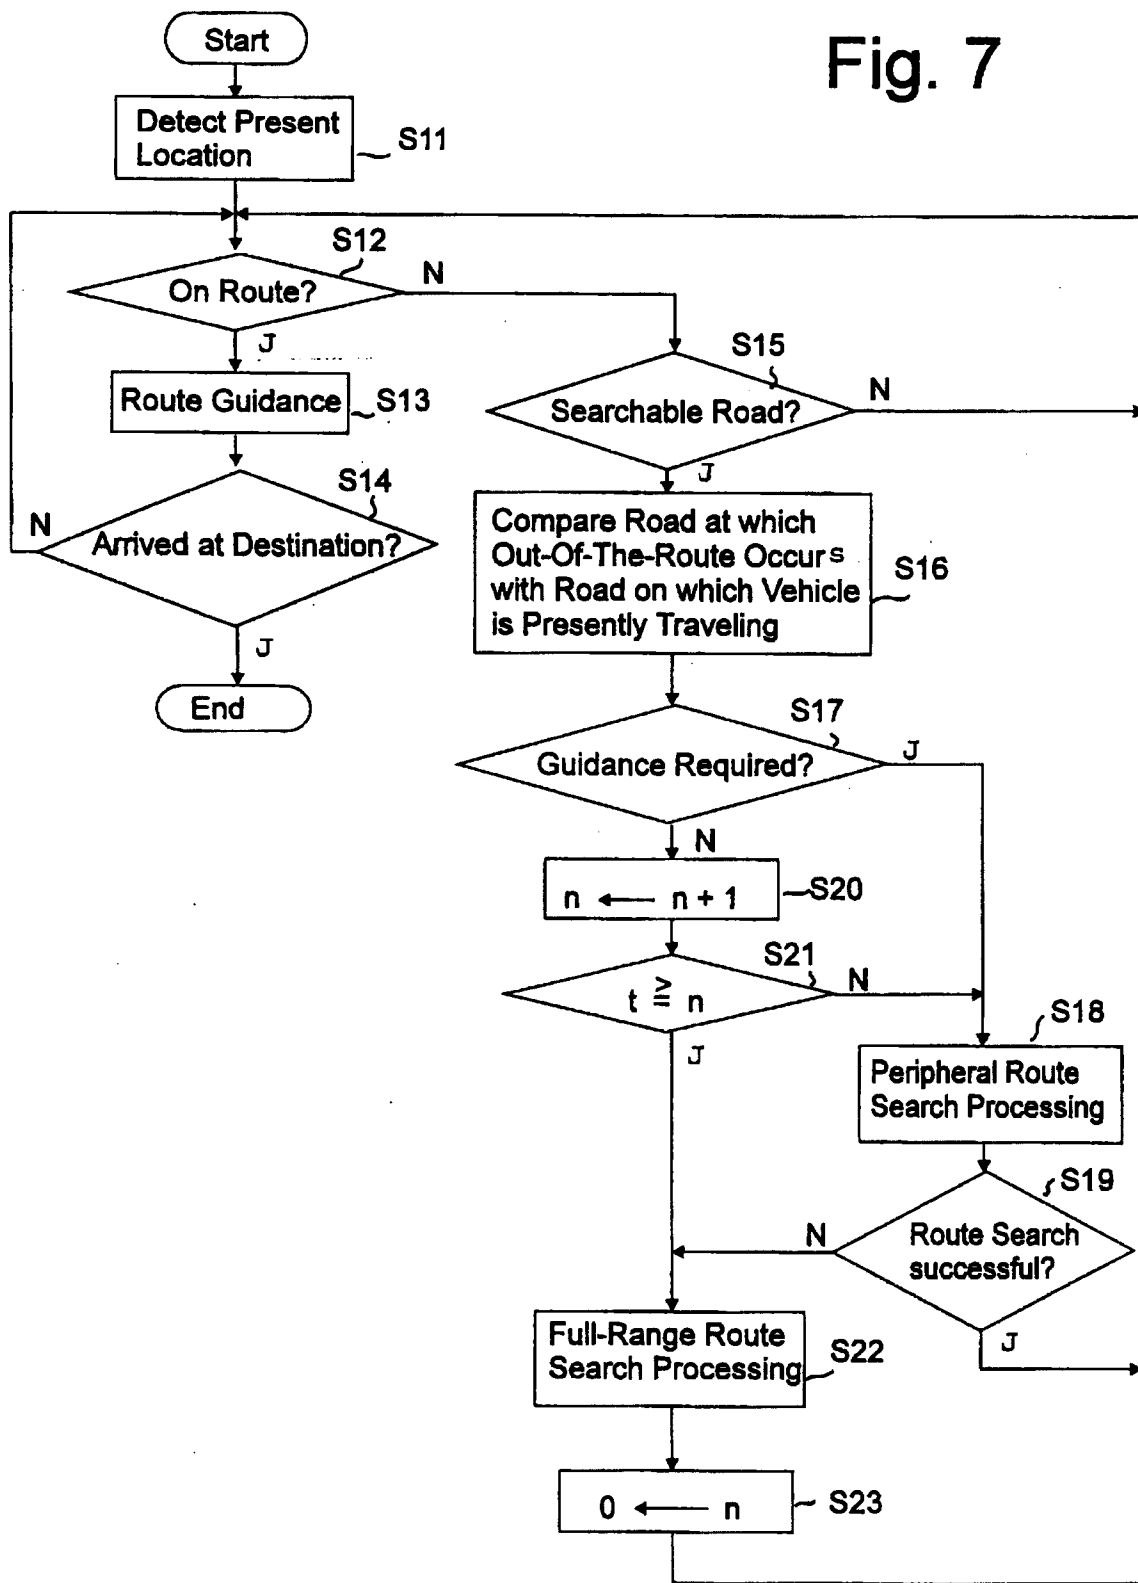 Fig. 7
Start
Detect Present
Location
S11
S12
On Route?
N
J
Route Guidance
S13
S14
N
Arrived at Destination?
J
End
S15
Searchable Road?
N
J
Compare Road at which
Out-Of-The-Route Occurs
with Road on which Vehicle
is Presently Traveling
S16
S17
Guidance Required?
J
N
n ← n + 1
S20
S21
t ≧ n
N
J
S18
Peripheral Route
Search Processing
S19
N
Route Search
successful?
J
Full-Range Route
Search Processing
S22
0 ← n
S23